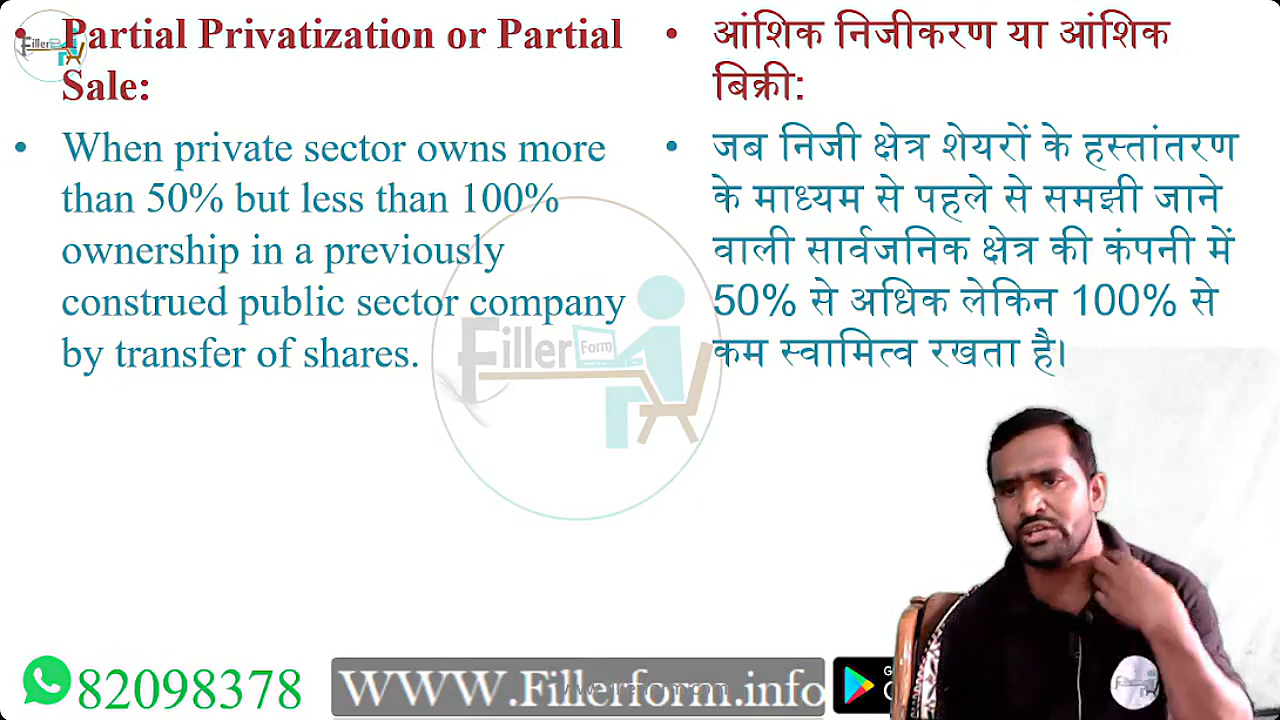 Partial Privatization or Partial
Sale:
When private sector owns more
than 50% but less than 100%
ownership in a previously
construed public sector company
by transfer of shares.
आंशिक निजीकरण या आंशिक
बिक्री:
जब निजी क्षेत्र शेयरों के हस्तांतरण
के माध्यम से पहले से समझी जाने
वाली सार्वजनिक क्षेत्र की कंपनी में
50% से अधिक लेकिन 100% से
कम स्वामित्व रखता है।
Filler Form
82098378
WWW.Fillerform.info